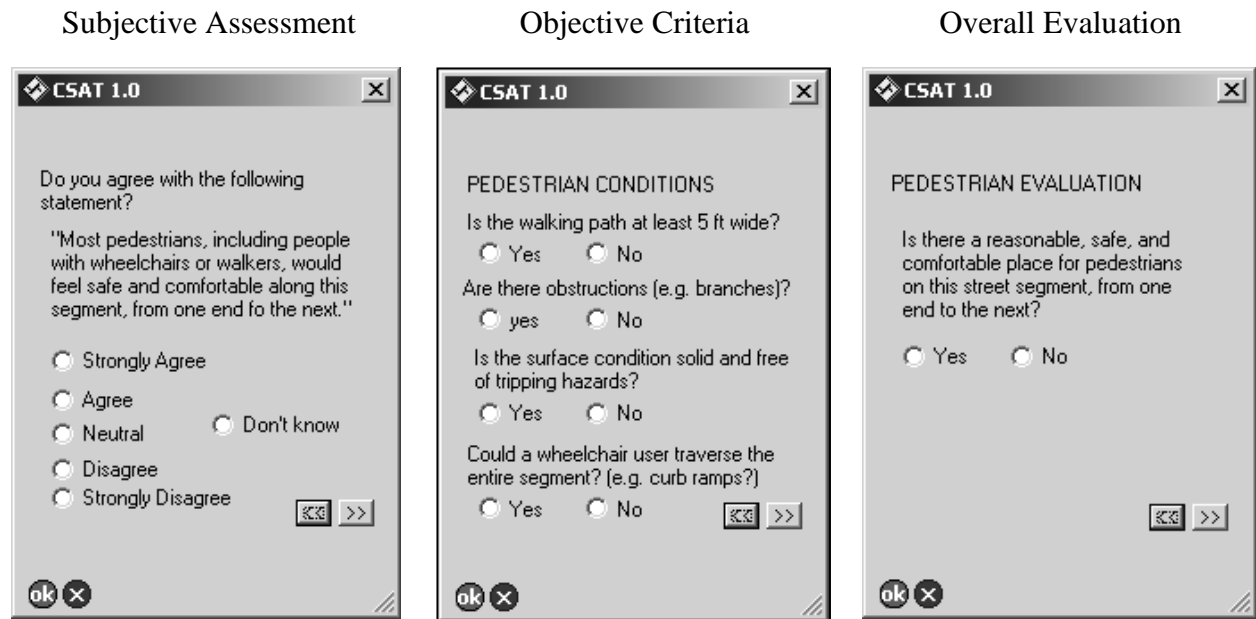 Subjective Assessment
Objective Criteria
Overall Evaluation
CSAT 1.0
Do you agree with the following
statement?
"Most pedestrians, including people
with wheelchairs or walkers, would
feel safe and comfortable along this
segment, from one end fo the next."
Strongly Agree
Agree
Neutral
Don't know
Disagree
Strongly Disagree
<< >>
ok
CSAT 1.0
PEDESTRIAN CONDITIONS
Is the walking path at least 5 ft wide?
Yes No
Are there obstructions (e.g. branches)?
yes No
Is the surface condition solid and free
of tripping hazards?
Yes No
Could a wheelchair user traverse the
entire segment? (e.g. curb ramps?)
Yes No
<< >>
ok
CSAT 1.0
PEDESTRIAN EVALUATION
Is there a reasonable, safe, and
comfortable place for pedestrians
on this street segment, from one
end to the next?
Yes No
<< >>
ok